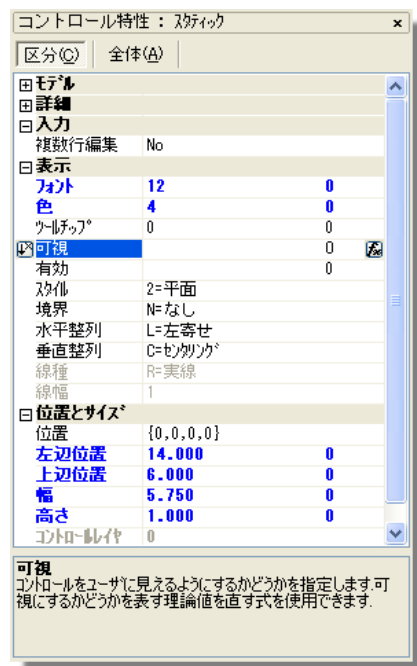 コントロール特性 : ｽﾀﾃｨｯｸ
区分(C) 全体(A)
ﾓﾃﾞﾙ
詳細
入力
複数行編集 No
表示
ﾌｫﾝﾄ 12 0
色 4 0
ﾂｰﾙﾁｯﾌﾟ 0 0
可視 0
有効 0
ｽﾀｲﾙ 2=平面
境界 N=なし
水平整列 L=左寄せ
垂直整列 C=ｾﾝﾀﾘﾝｸﾞ
線種 R=実線
線幅 1
位置とｻｲｽﾞ
位置 {0,0,0,0}
左辺位置 14.000 0
上辺位置 6.000 0
幅 5.750 0
高さ 1.000 0
ｺﾝﾄﾛｰﾙﾚｲﾔ 0
可視
ｺﾝﾄﾛｰﾙをﾕｰｻﾞに見えるようにするかどうかを指定します.可
視にするかどうかを表す理論値を直す式を使用できます.